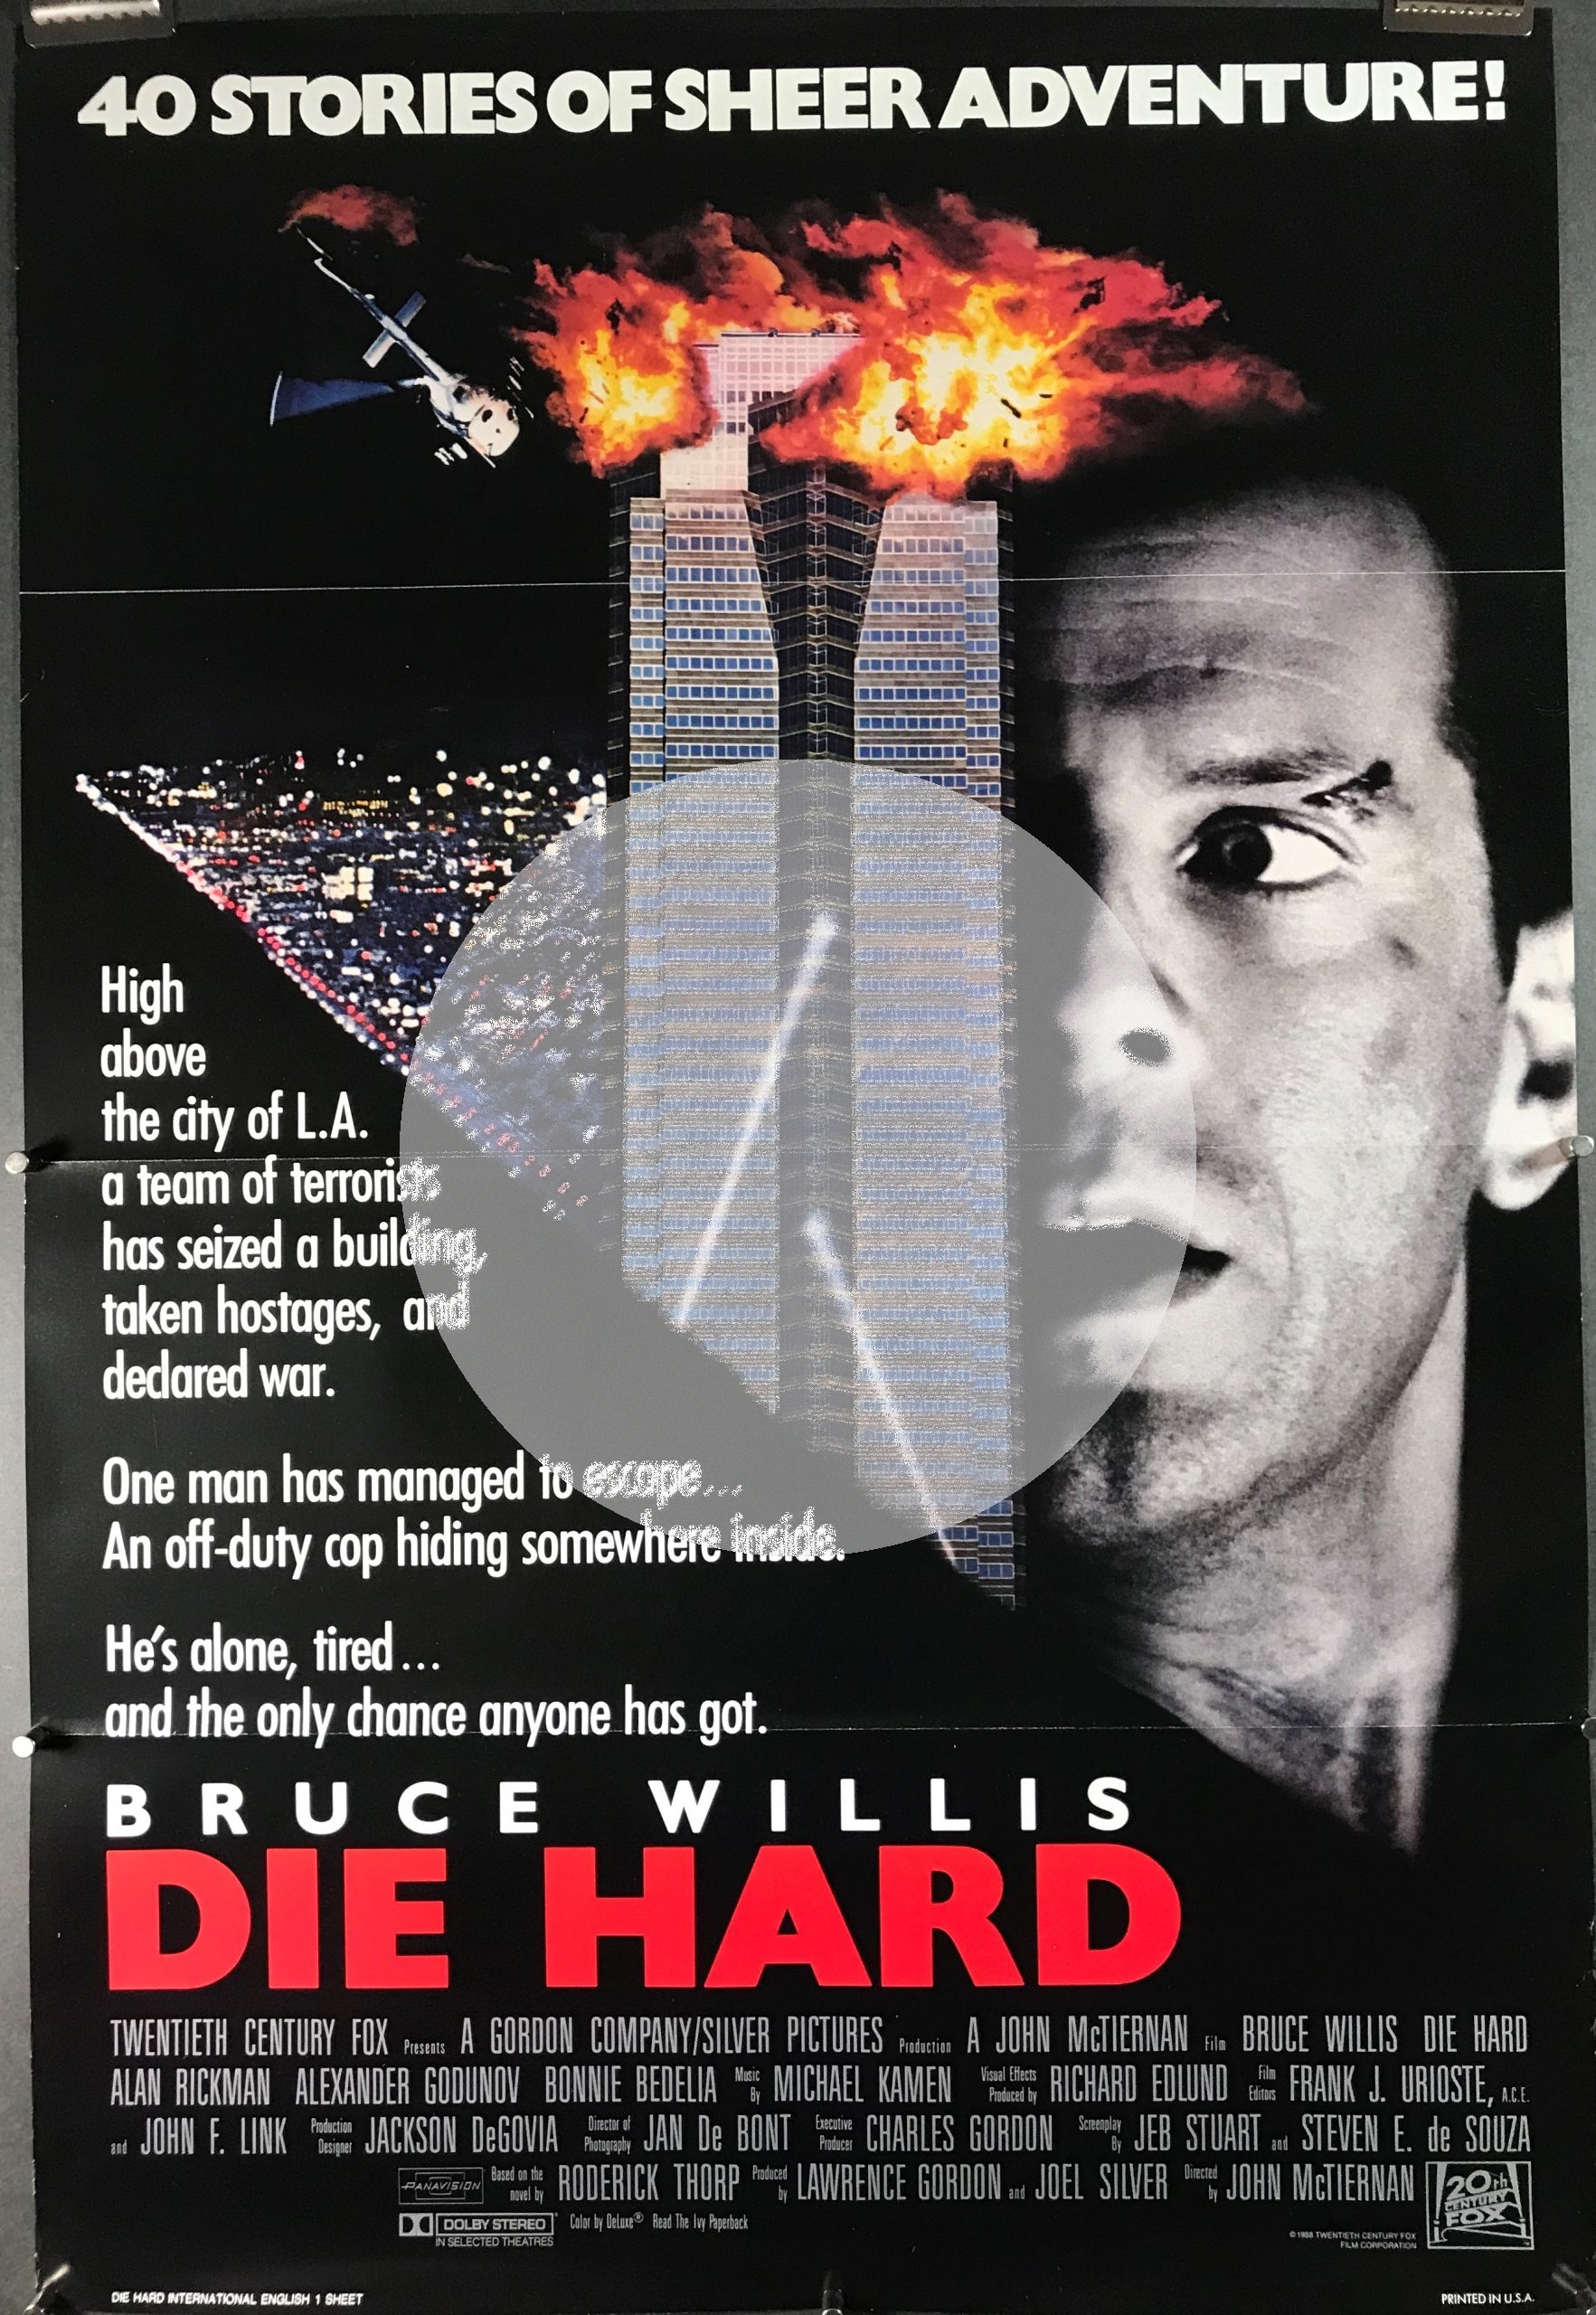 40 STORIES OF SHEER ADVENTURE!
High
above
the city of L.A.
a team of terrorists
has seized a building,
taken hostages, and
declared war.
One man has managed to escape...
An off-duty cop hiding somewhere inside.
He's alone, tired...
and the only chance anyone has got.
BRUCE WILLIS
DIE HARD
TWENTIETH CENTURY FOX Presents A GORDON COMPANY/SILVER PICTURES Production A JOHN McTIERNAN Film BRUCE WILLIS DIE HARD
ALAN RICKMAN ALEXANDER GODUNOV BONNIE BEDELIA Music By MICHAEL KAMEN Visual Effects Produced by RICHARD EDLUND Film Editors FRANK J. URIOSTE, A.C.E.
and JOHN F. LINK Production Designer JACKSON DeGOVIA Director of Photography JAN De BONT Executive Producer CHARLES GORDON Screenplay By JEB STUART and STEVEN E. de SOUZA
PANAVISION Based on the novel by RODERICK THORP Produced by LAWRENCE GORDON and JOEL SILVER Directed by JOHN McTIERNAN
20th
CENTURY
FOX
DOLBY STEREO Color by DeLuxe® Read The Ivy Paperback
IN SELECTED THEATRES
©1988 TWENTIETH CENTURY FOX
FILM CORPORATION
DIE HARD INTERNATIONAL ENGLISH 1 SHEET
PRINTED IN U.S.A.